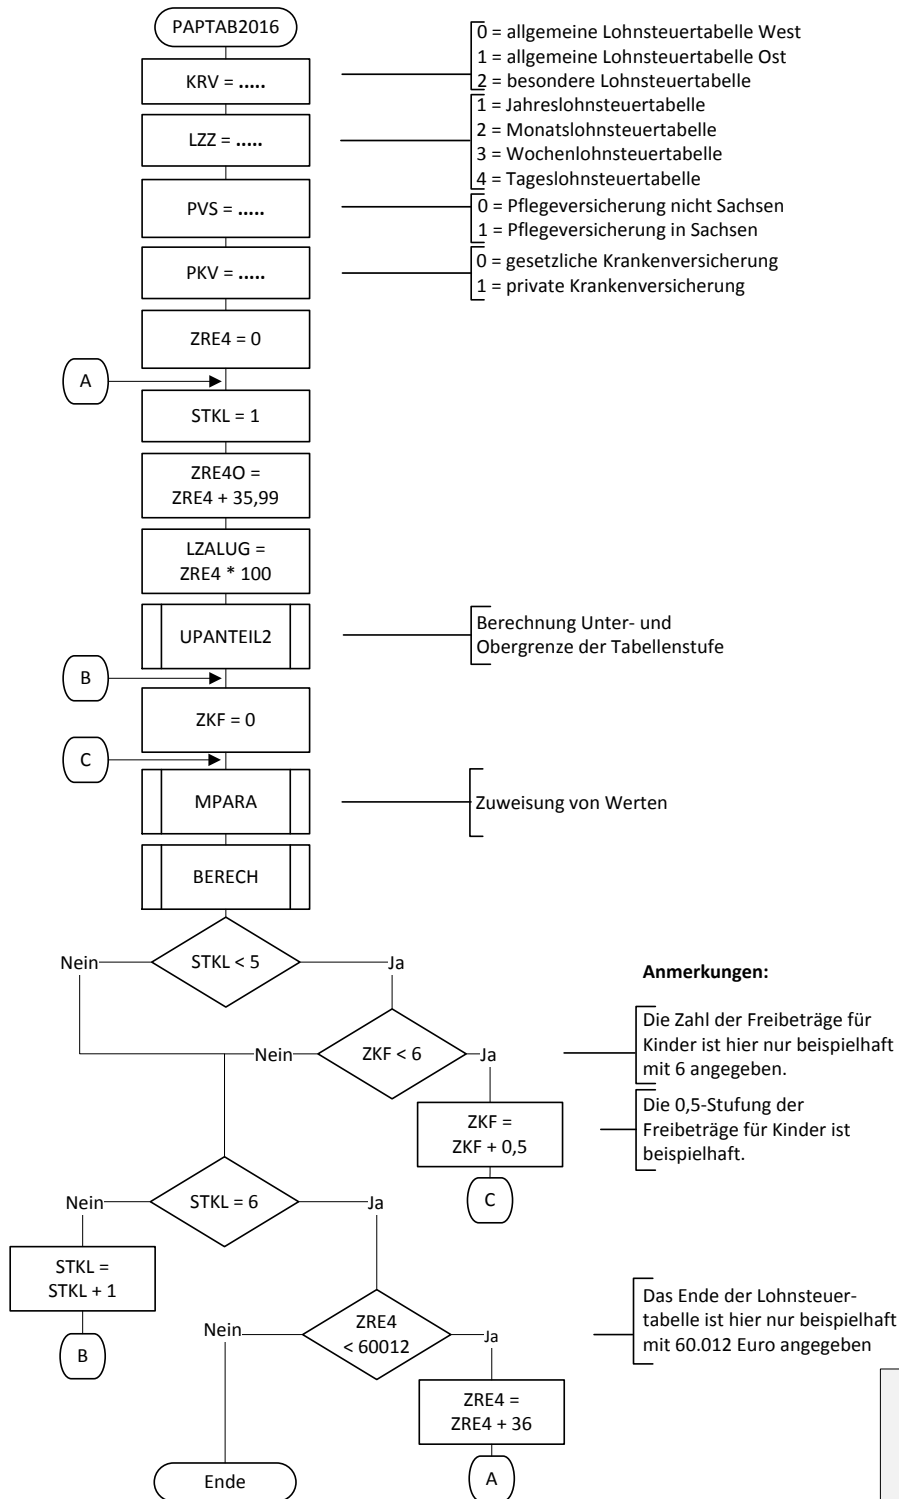 PAPTAB2016
KRV = .....
0 = allgemeine Lohnsteuertabelle West
1 = allgemeine Lohnsteuertabelle Ost
2 = besondere Lohnsteuertabelle
LZZ = .....
1 = Jahreslohnsteuertabelle
2 = Monatslohnsteuertabelle
3 = Wochenlohnsteuertabelle
4 = Tageslohnsteuertabelle
PVS = .....
0 = Pflegeversicherung nicht Sachsen
1 = Pflegeversicherung in Sachsen
PKV = .....
0 = gesetzliche Krankenversicherung
1 = private Krankenversicherung
ZRE4 = 0
A
STKL = 1
ZRE4O =
ZRE4 + 35,99
LZALUG =
ZRE4 * 100
UPANTEIL2
Berechnung Unter- und
Obergrenze der Tabellenstufe
B
ZKF = 0
C
MPARA
Zuweisung von Werten
BERECH
STKL < 5
Nein
Ja
Anmerkungen:
ZKF < 6
Nein
Ja
Die Zahl der Freibeträge für
Kinder ist hier nur beispielhaft
mit 6 angegeben.
ZKF =
ZKF + 0,5
Die 0,5-Stufung der
Freibeträge für Kinder ist
beispielhaft.
C
STKL = 6
Nein
Ja
STKL =
STKL + 1
B
ZRE4
< 60012
Nein
Ja
Das Ende der Lohnsteuer-
tabelle ist hier nur beispielhaft
mit 60.012 Euro angegeben
ZRE4 =
ZRE4 + 36
A
Ende